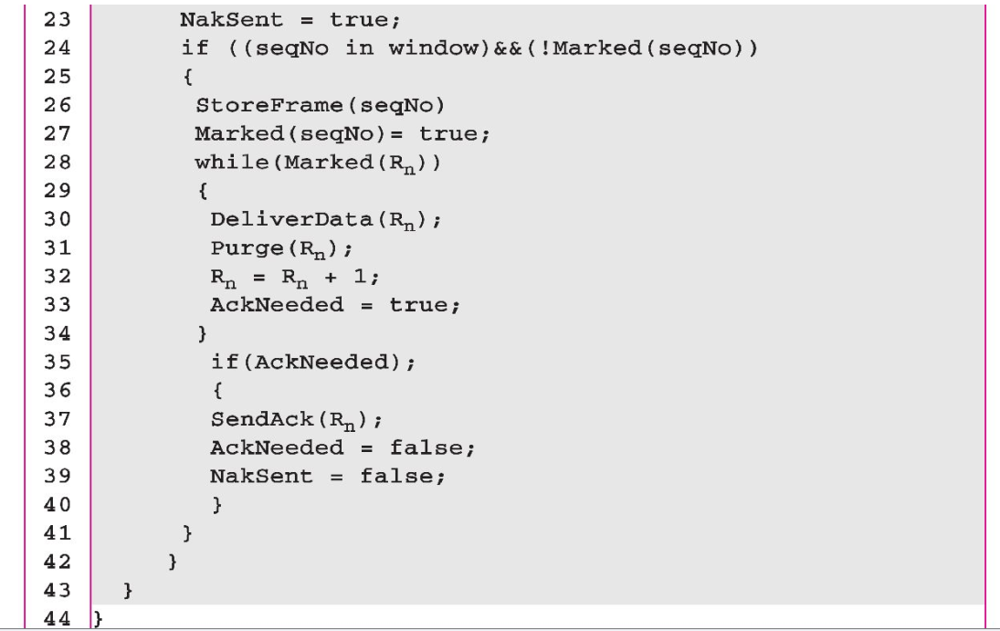 23 NakSent = true;
24 if ((seqNo in window)&&(!Marked(seqNo))
25 {
26 StoreFrame(seqNo)
27 Marked(seqNo)= true;
28 while(Marked(Rn))
29 {
30 DeliverData(Rn);
31 Purge(Rn);
32 Rn = Rn + 1;
33 AckNeeded = true;
34 }
35 if(AckNeeded);
36 {
37 SendAck(Rn);
38 AckNeeded = false;
39 NakSent = false;
40 }
41 }
42 }
43 }
44 }